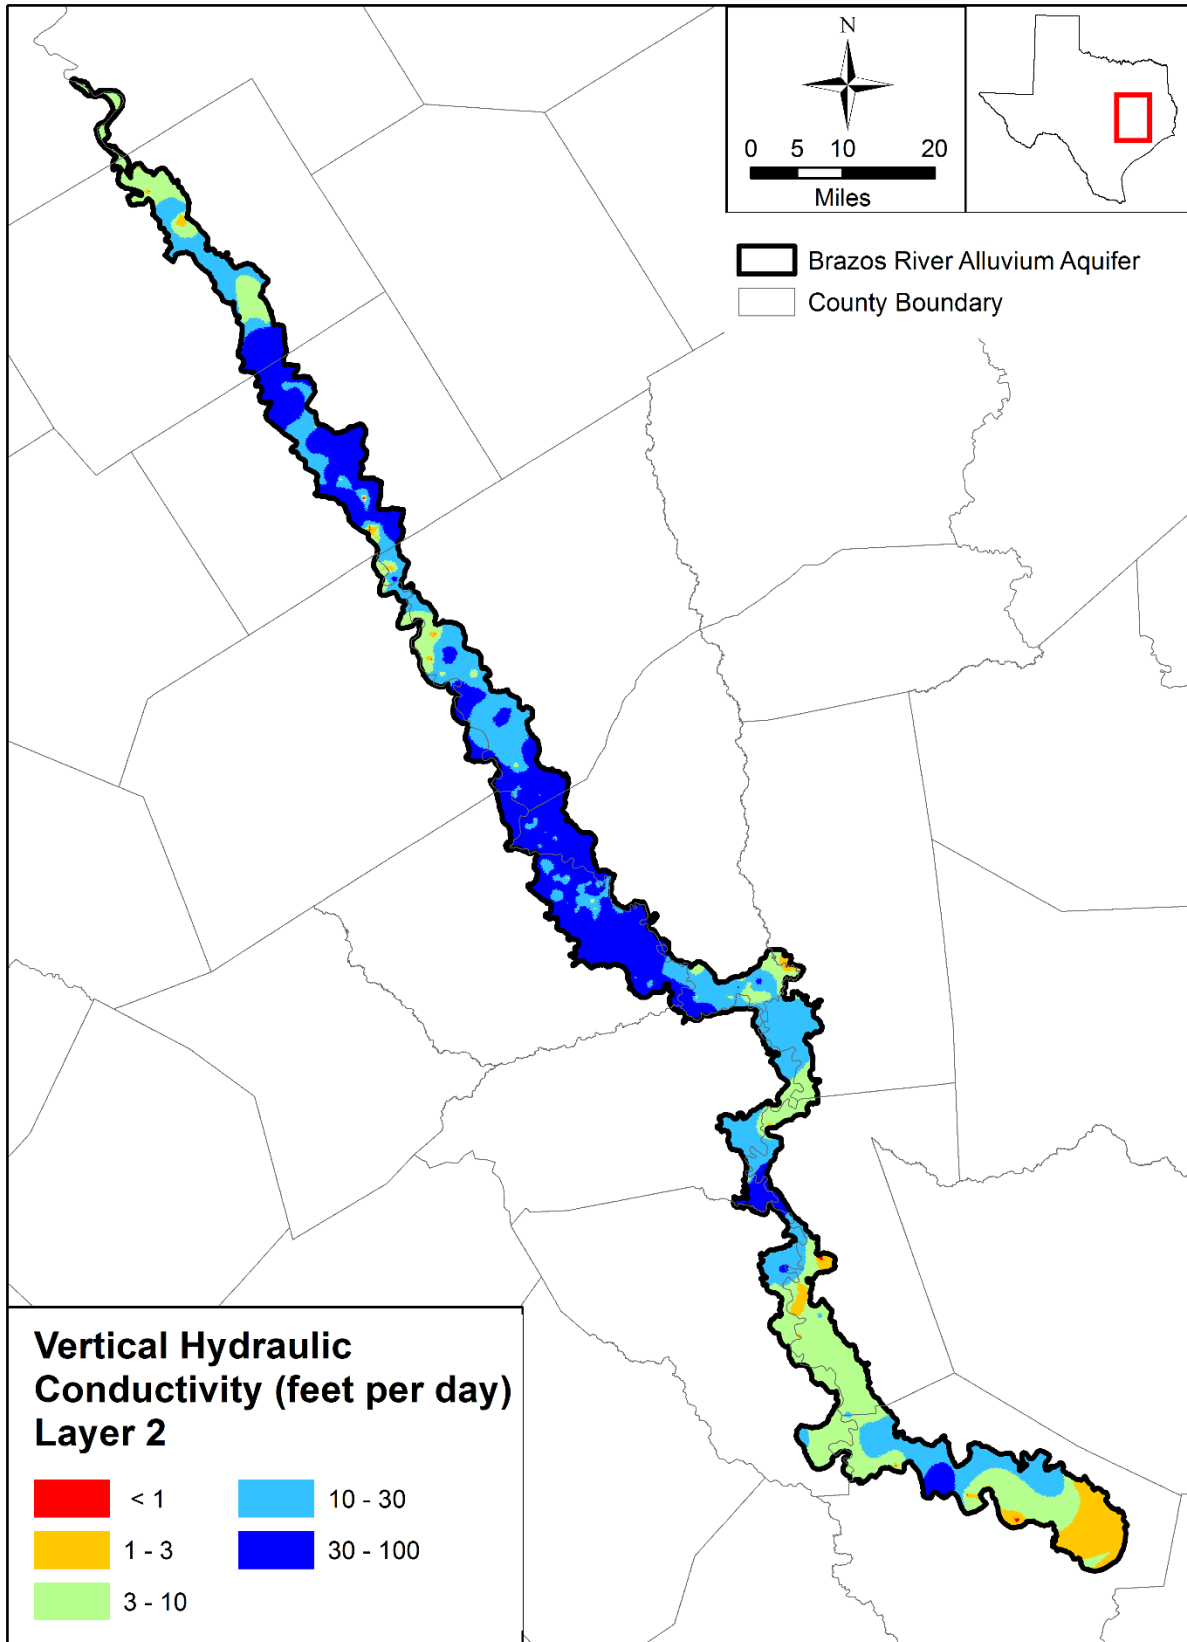 N
0 5 10 20
Miles
Brazos River Alluvium Aquifer
County Boundary
Vertical Hydraulic
Conductivity (feet per day)
Layer 2
< 1 10 - 30
1 - 3 30 - 100
3 - 10